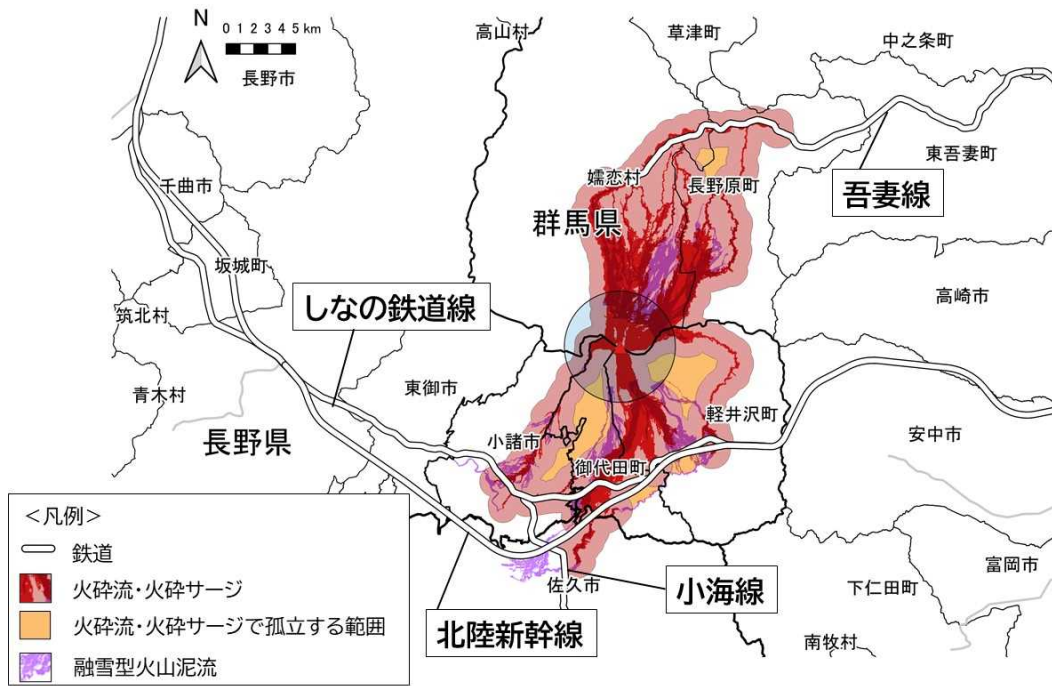 N
0 1 2 3 4 5 km
長野市
高山村
草津町
中之条町
東吾妻町
吾妻線
嬬恋村
長野原町
群馬県
千曲市
坂城町
しなの鉄道線
高崎市
筑北村
青木村
東御市
長野県
小諸市
軽井沢町
御代田町
安中市
佐久市
小海線
北陸新幹線
富岡市
下仁田町
南牧村
<凡例>
鉄道
火砕流・火砕サージ
火砕流・火砕サージで孤立する範囲
融雪型火山泥流